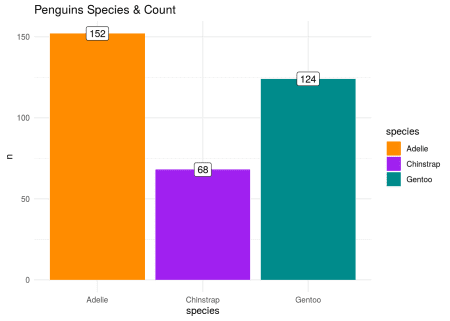 Penguins Species & Count
150
100
50
0
n
152
68
124
Adelie
Chinstrap
Gentoo
species
species
Adelie
Chinstrap
Gentoo